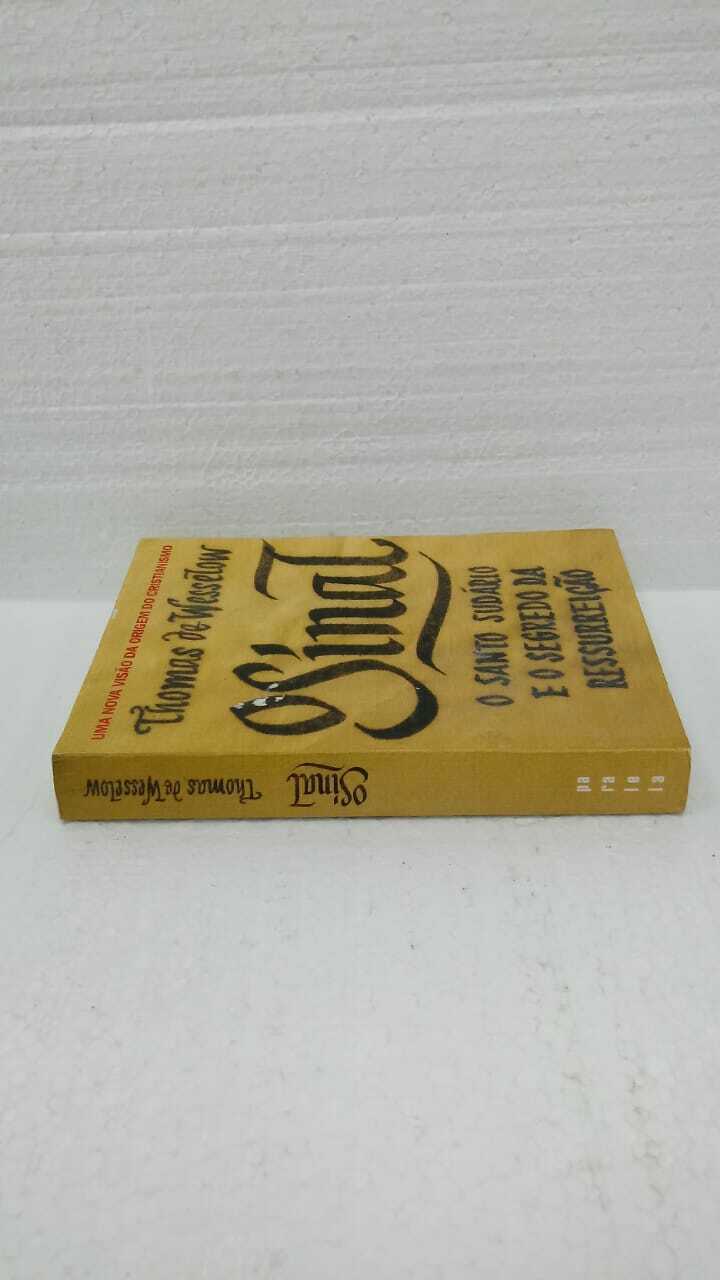 UMA NOVA VISÃO DA ORIGEM DO CRISTIANISMO
Thomas de Wesselow
O Sinal
O SANTO SUDÁRIO
E O SEGREDO DA
RESSURREIÇÃO
Thomas de Wesselow
O Sinal
pa
ra
le
la